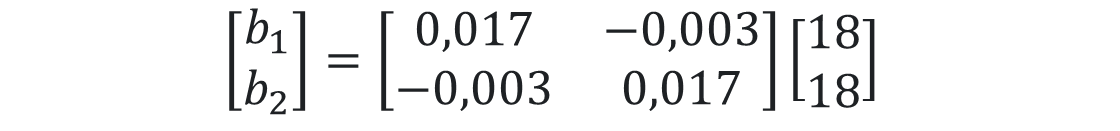 [b₁ b₂] = [0,017 −0,003 −0,003 0,017] [18 18]